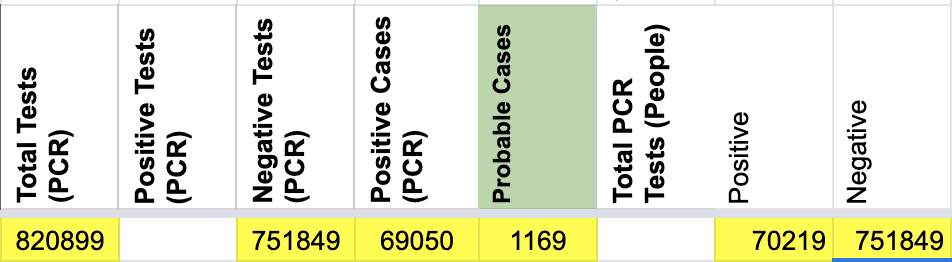 Total Tests
(PCR)
Positive Tests
(PCR)
Negative Tests
(PCR)
Positive Cases
(PCR)
Probable Cases
Total PCR
Tests (People)
Positive
Negative
820899
751849
69050
1169
70219
751849